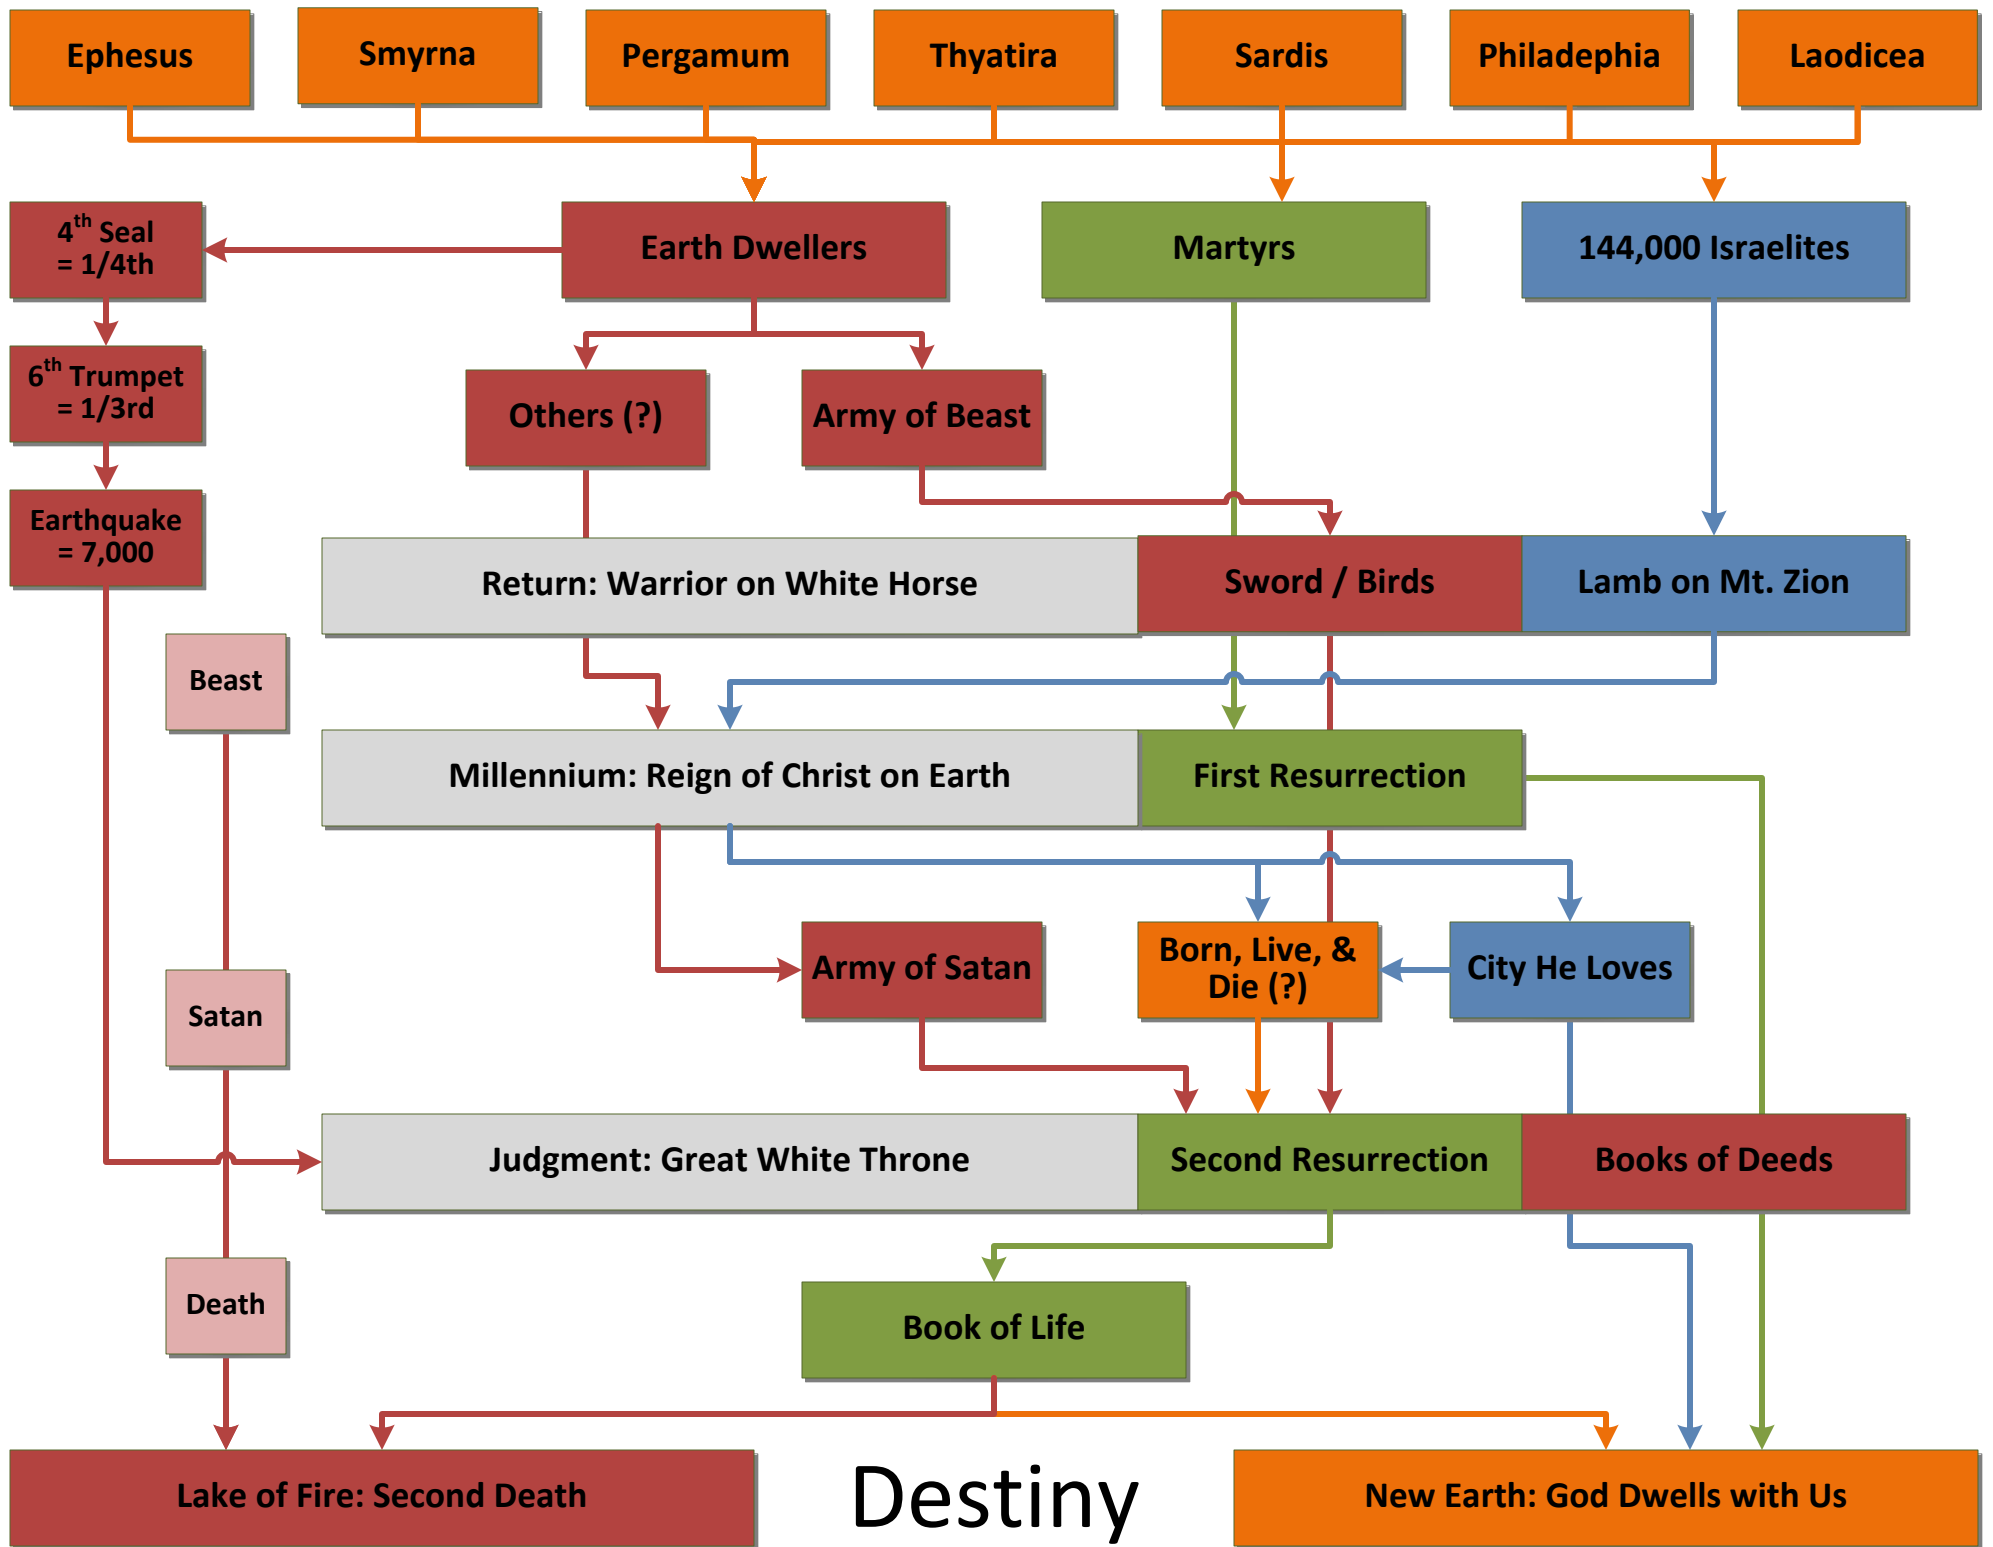 Ephesus
Smyrna
Pergamum
Thyatira
Sardis
Philadephia
Laodicea
4th Seal
= 1/4th
Earth Dwellers
Martyrs
144,000 Israelites
6th Trumpet
= 1/3rd
Others (?)
Army of Beast
Earthquake
= 7,000
Return: Warrior on White Horse
Sword / Birds
Lamb on Mt. Zion
Beast
Millennium: Reign of Christ on Earth
First Resurrection
Army of Satan
Born, Live, &
Die (?)
City He Loves
Satan
Judgment: Great White Throne
Second Resurrection
Books of Deeds
Death
Book of Life
Lake of Fire: Second Death
Destiny
New Earth: God Dwells with Us